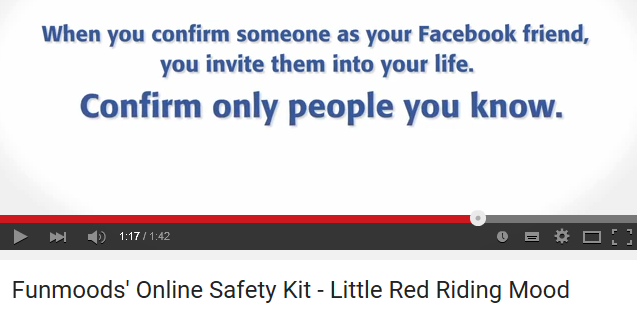 When you confirm someone as your Facebook friend,
you invite them into your life.
Confirm only people you know.
1:17 / 1:42
Funmoods' Online Safety Kit - Little Red Riding Mood